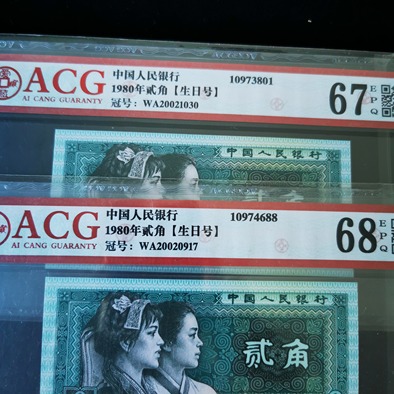 ACG
AI CANG GUARANTY
中国人民银行 10973801
1980年贰角【生日号】
冠号：WA20021030
67
EPQ
中国人民银行
贰角
ACG
AI CANG GUARANTY
中国人民银行 10974688
1980年贰角【生日号】
冠号：WA20020917
68
EPQ
中国人民银行
贰角